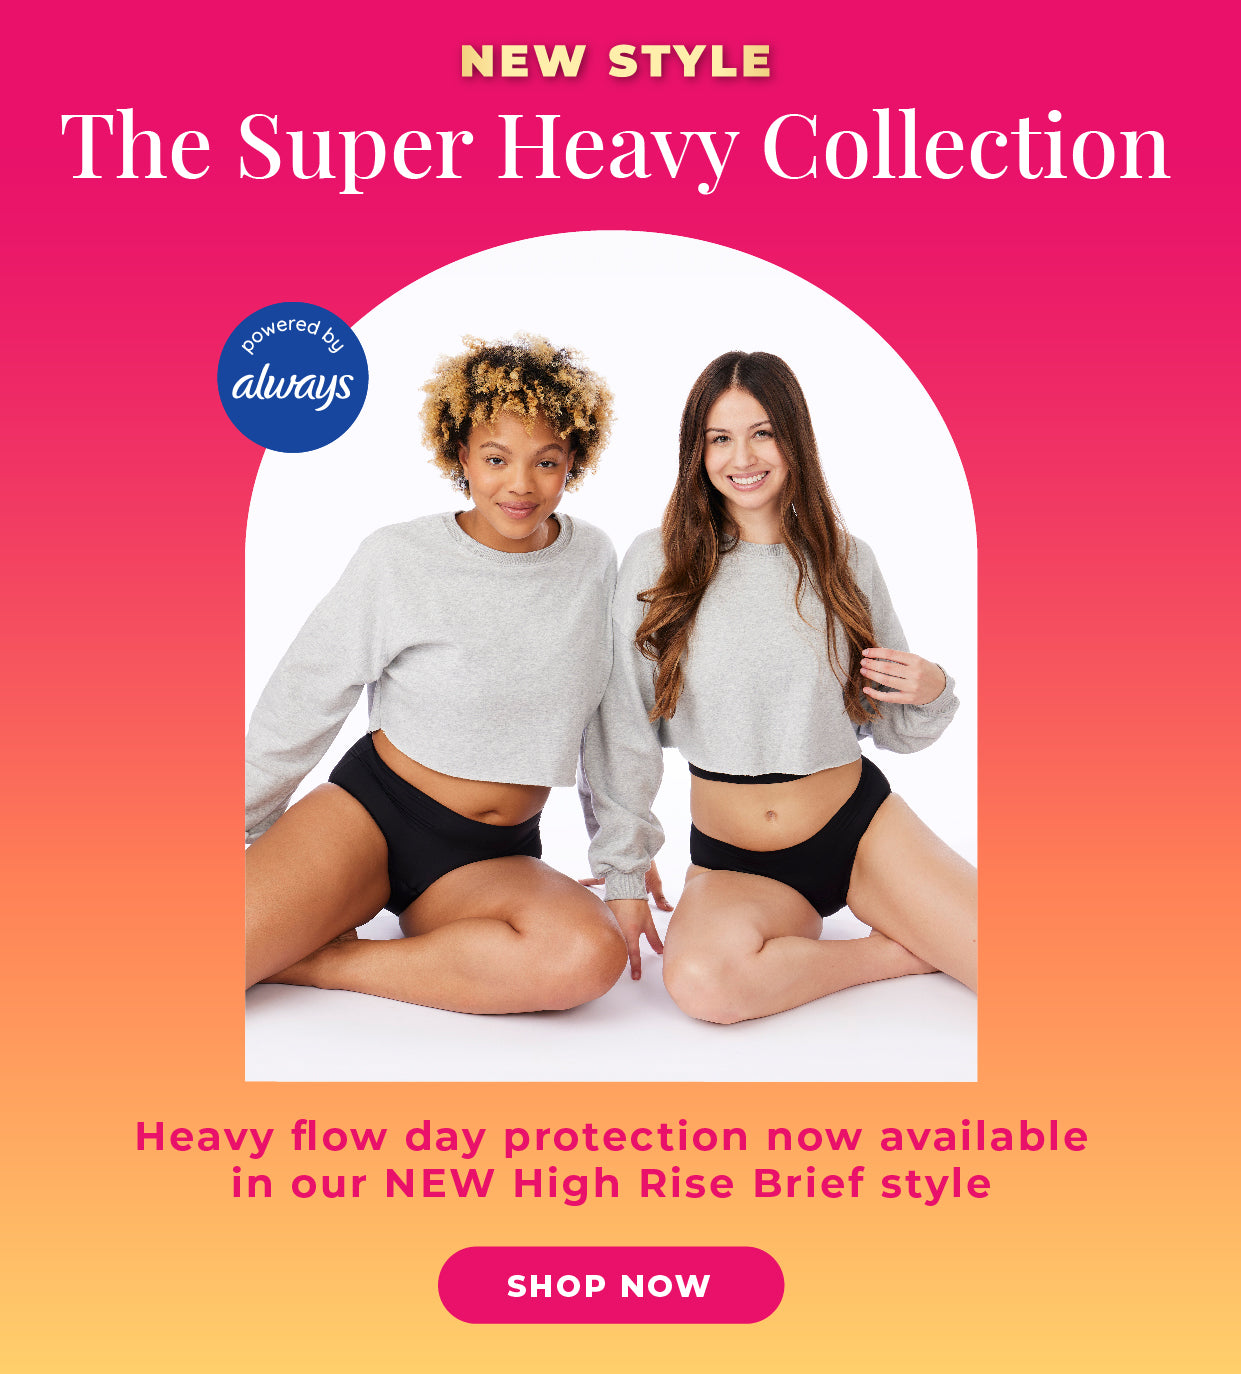 NEW STYLE
The Super Heavy Collection
powered by
always
Heavy flow day protection now available
in our NEW High Rise Brief style
SHOP NOW